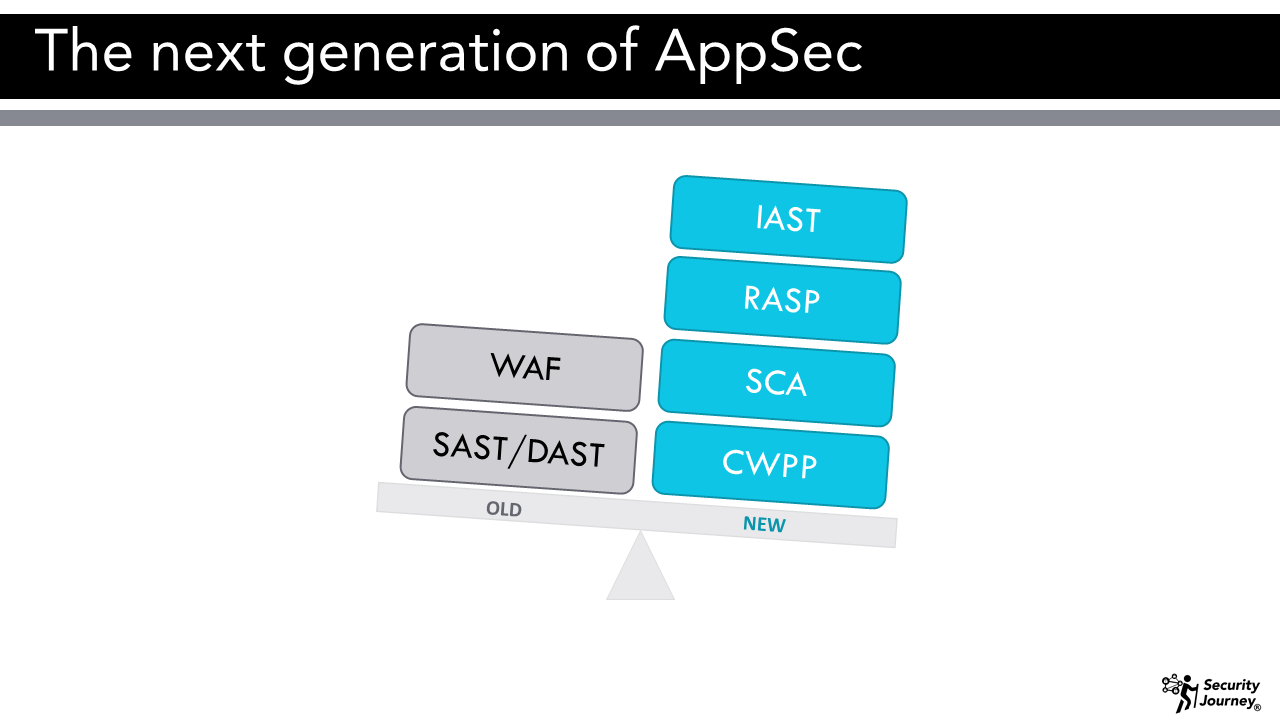 The next generation of AppSec
WAF
SAST/DAST
OLD
IAST
RASP
SCA
CWPP
NEW
Security
Journey®